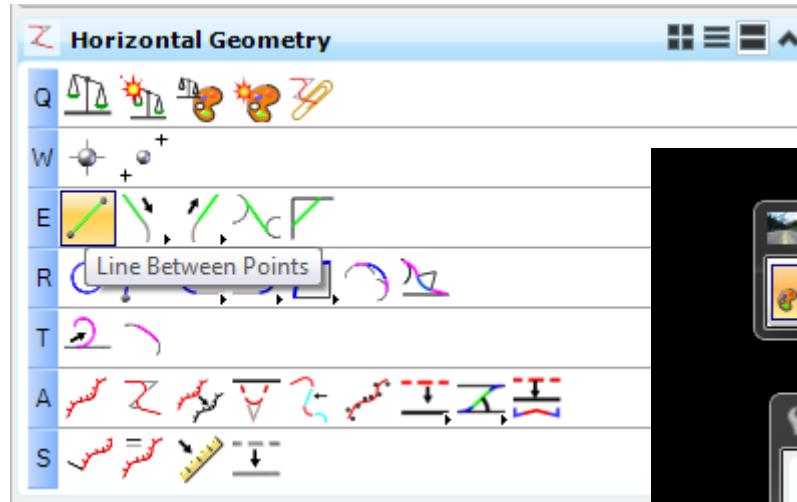 Horizontal Geometry
Q
W
E
Line Between Points
R
T
A
S